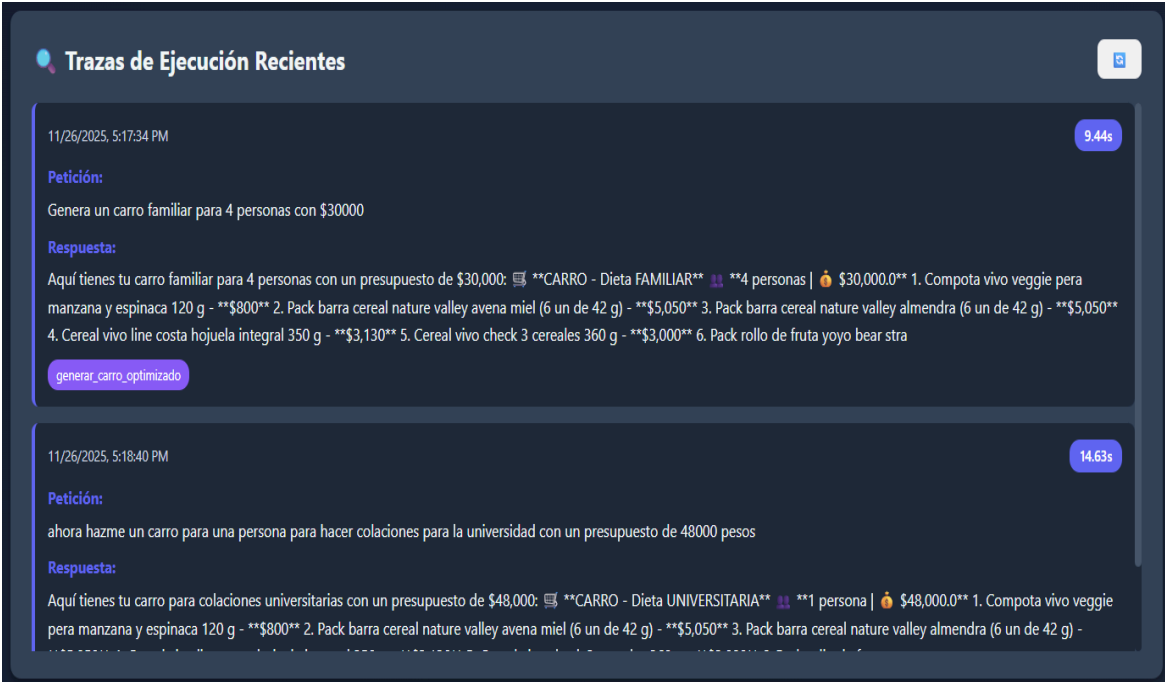 🔍 Trazas de Ejecución Recientes
11/26/2025, 5:17:34 PM
9.44s
Petición:
Genera un carro familiar para 4 personas con $30000
Respuesta:
Aquí tienes tu carro familiar para 4 personas con un presupuesto de $30,000: 🛒 **CARRO - Dieta FAMILIAR** 👥 **4 personas | 💰 $30,000.0** 1. Compota vivo veggie pera
manzana y espinaca 120 g - **$800** 2. Pack barra cereal nature valley avena miel (6 un de 42 g) - **$5,050** 3. Pack barra cereal nature valley almendra (6 un de 42 g) - **$5,050**
4. Cereal vivo line costa hojuela integral 350 g - **$3,130** 5. Cereal vivo check 3 cereales 360 g - **$3,000** 6. Pack rollo de fruta yoyo bear stra
generar_carro_optimizado
11/26/2025, 5:18:40 PM
14.63s
Petición:
ahora hazme un carro para una persona para hacer colaciones para la universidad con un presupuesto de 48000 pesos
Respuesta:
Aquí tienes tu carro para colaciones universitarias con un presupuesto de $48,000: 🛒 **CARRO - Dieta UNIVERSITARIA** 👥 **1 persona | 💰 $48,000.0** 1. Compota vivo veggie
pera manzana y espinaca 120 g - **$800** 2. Pack barra cereal nature valley avena miel (6 un de 42 g) - **$5,050** 3. Pack barra cereal nature valley almendra (6 un de 42 g) -